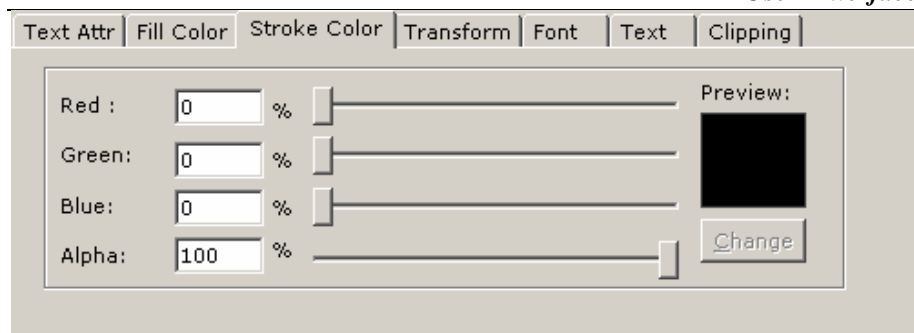 Text Attr Fill Color Stroke Color Transform Font Text Clipping
Red : 0 % Preview:
Green: 0 %
Blue: 0 %
Alpha: 100 % Change